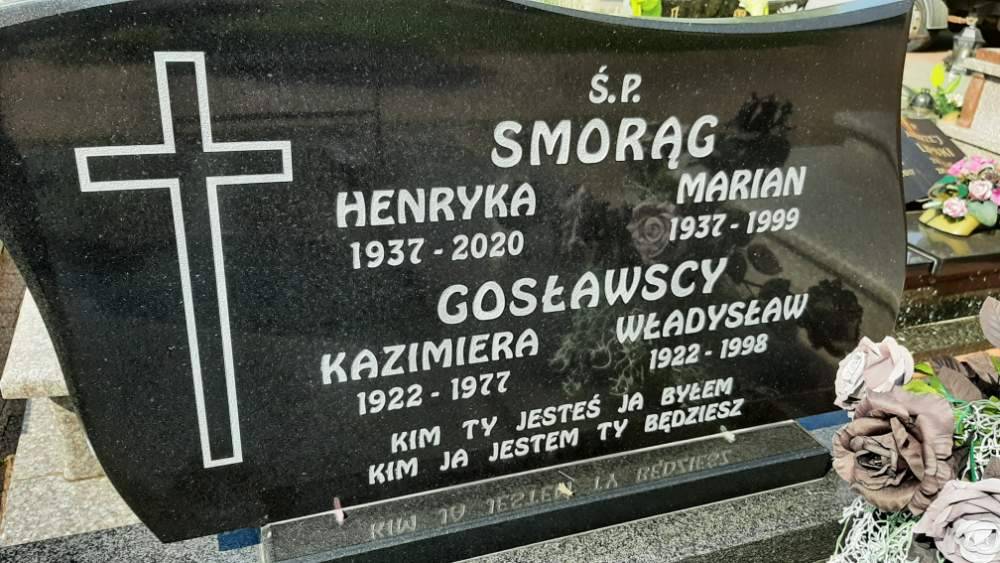 Ś.P.
SMORĄG
HENRYKA MARIAN
1937 - 2020 1937 - 1999
GOSŁAWSCY
KAZIMIERA WŁADYSŁAW
1922 - 1977 1922 - 1998
KIM TY JESTEŚ JA BYŁEM
KIM JA JESTEM TY BĘDZIESZ